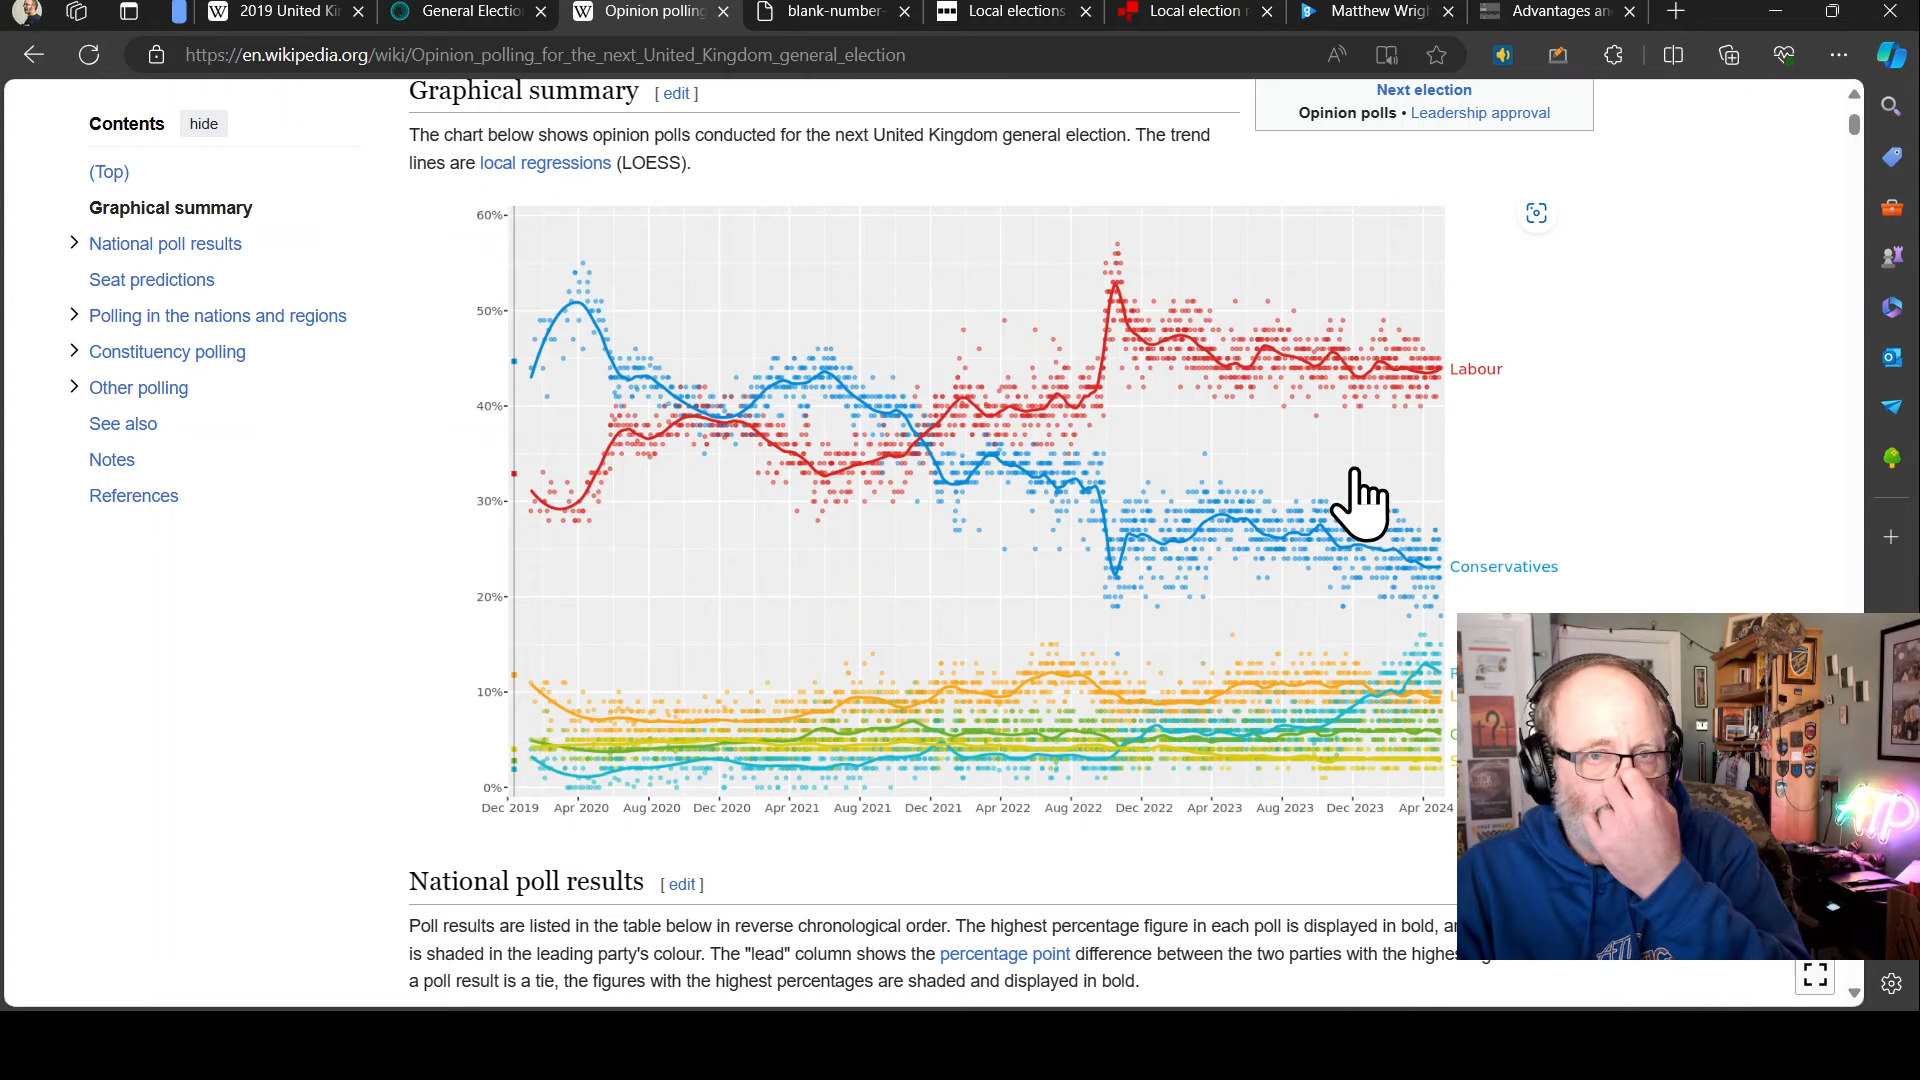 2019 United Ki
General Electio
Opinion polling
blank-number-
Local elections
Local election r
Matthew Wrigh
Advantages an
https://en.wikipedia.org/wiki/Opinion_polling_for_the_next_United_Kingdom_general_election
Contents
hide
(Top)
Graphical summary
National poll results
Seat predictions
Polling in the nations and regions
Constituency polling
Other polling
See also
Notes
References
Graphical summary [ edit ]
The chart below shows opinion polls conducted for the next United Kingdom general election. The trend
lines are local regressions (LOESS).
Next election
Opinion polls • Leadership approval
60%
50%
40%
30%
20%
10%
0%
Labour
Conservatives
Dec 2019 Apr 2020 Aug 2020 Dec 2020 Apr 2021 Aug 2021 Dec 2021 Apr 2022 Aug 2022 Dec 2022 Apr 2023 Aug 2023 Dec 2023 Apr 2024
National poll results [ edit ]
Poll results are listed in the table below in reverse chronological order. The highest percentage figure in each poll is displayed in bold, a
is shaded in the leading party's colour. The "lead" column shows the percentage point difference between the two parties with the highes
a poll result is a tie, the figures with the highest percentages are shaded and displayed in bold.